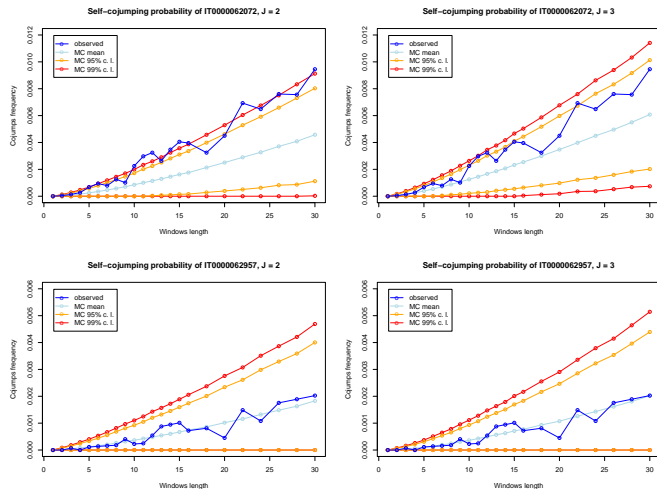 Self-cojumping probability of IT0000062072, J = 2
Cojumps frequency
0.000 0.002 0.004 0.006 0.008 0.010 0.012
observed
MC mean
MC 95% c. l.
MC 99% c. l.
0 5 10 15 20 25 30
Windows length
Self-cojumping probability of IT0000062072, J = 3
Cojumps frequency
0.000 0.002 0.004 0.006 0.008 0.010 0.012
observed
MC mean
MC 95% c. l.
MC 99% c. l.
0 5 10 15 20 25 30
Windows length
Self-cojumping probability of IT0000062957, J = 2
Cjumps frequency
0.000 0.001 0.002 0.003 0.004 0.005 0.006
observed
MC mean
MC 95% c. l.
MC 99% c. l.
0 5 10 15 20 25 30
Windows length
Self-cojumping probability of IT0000062957, J = 3
Cjumps frequency
0.000 0.001 0.002 0.003 0.004 0.005 0.006
observed
MC mean
MC 95% c. l.
MC 99% c. l.
0 5 10 15 20 25 30
Windows length